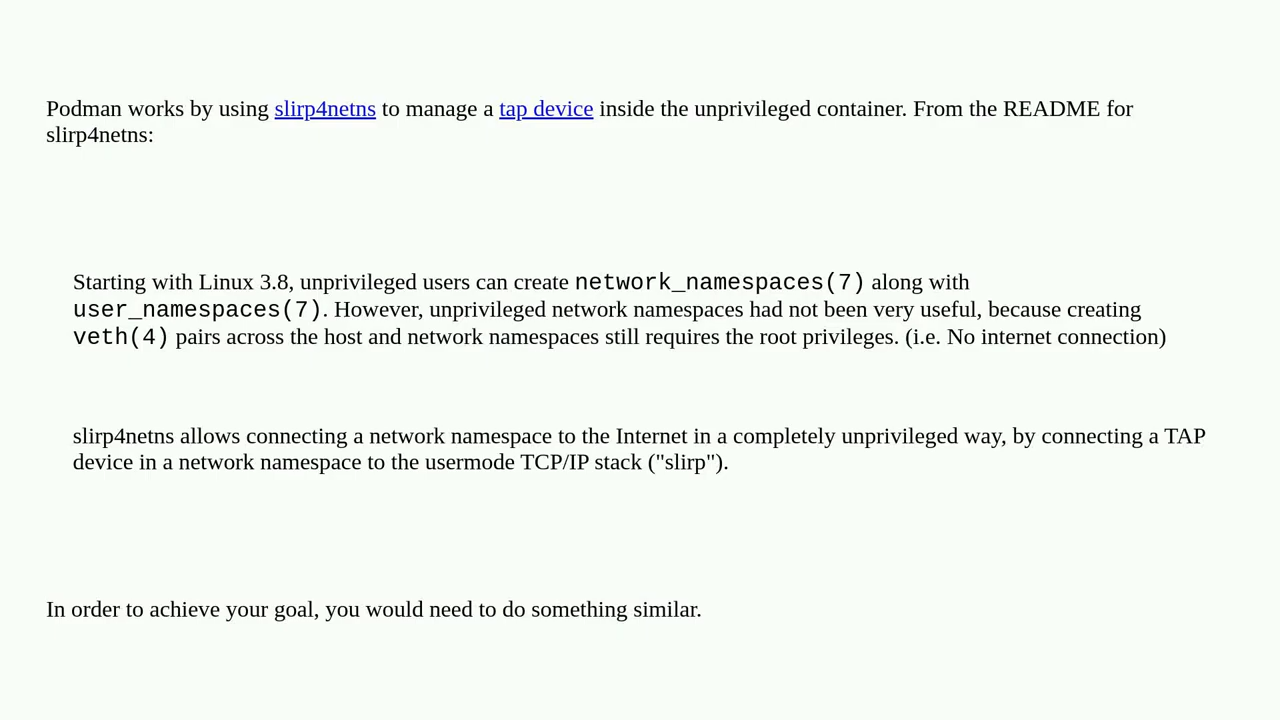 Podman works by using slirp4netns to manage a tap device inside the unprivileged container. From the README for
slirp4netns:
Starting with Linux 3.8, unprivileged users can create network_namespaces(7) along with
user_namespaces(7). However, unprivileged network namespaces had not been very useful, because creating
veth(4) pairs across the host and network namespaces still requires the root privileges. (i.e. No internet connection)
slirp4netns allows connecting a network namespace to the Internet in a completely unprivileged way, by connecting a TAP
device in a network namespace to the usermode TCP/IP stack ("slirp").
In order to achieve your goal, you would need to do something similar.